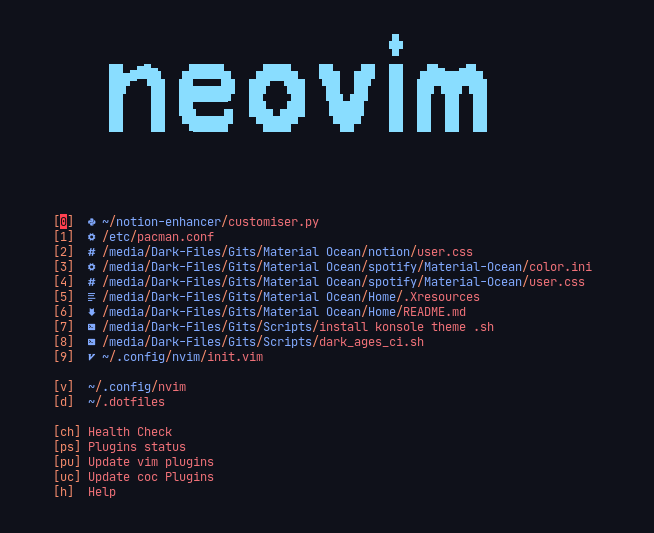 neovim
[0] ~/notion-enhancer/customiser.py
[1] /etc/pacman.conf
[2] # /media/Dark-Files/Gits/Material Ocean/notion/user.css
[3] /media/Dark-Files/Gits/Material Ocean/spotify/Material-Ocean/color.ini
[4] # /media/Dark-Files/Gits/Material Ocean/spotify/Material-Ocean/user.css
[5] /media/Dark-Files/Gits/Material Ocean/Home/.Xresources
[6] /media/Dark-Files/Gits/Material Ocean/Home/README.md
[7] /media/Dark-Files/Gits/Scripts/install konsole theme .sh
[8] /media/Dark-Files/Gits/Scripts/dark_ages_ci.sh
[9] ~/.config/nvim/init.vim
[v] ~/.config/nvim
[d] ~/.dotfiles
[ch] Health Check
[ps] Plugins status
[pu] Update vim plugins
[uc] Update coc Plugins
[h] Help